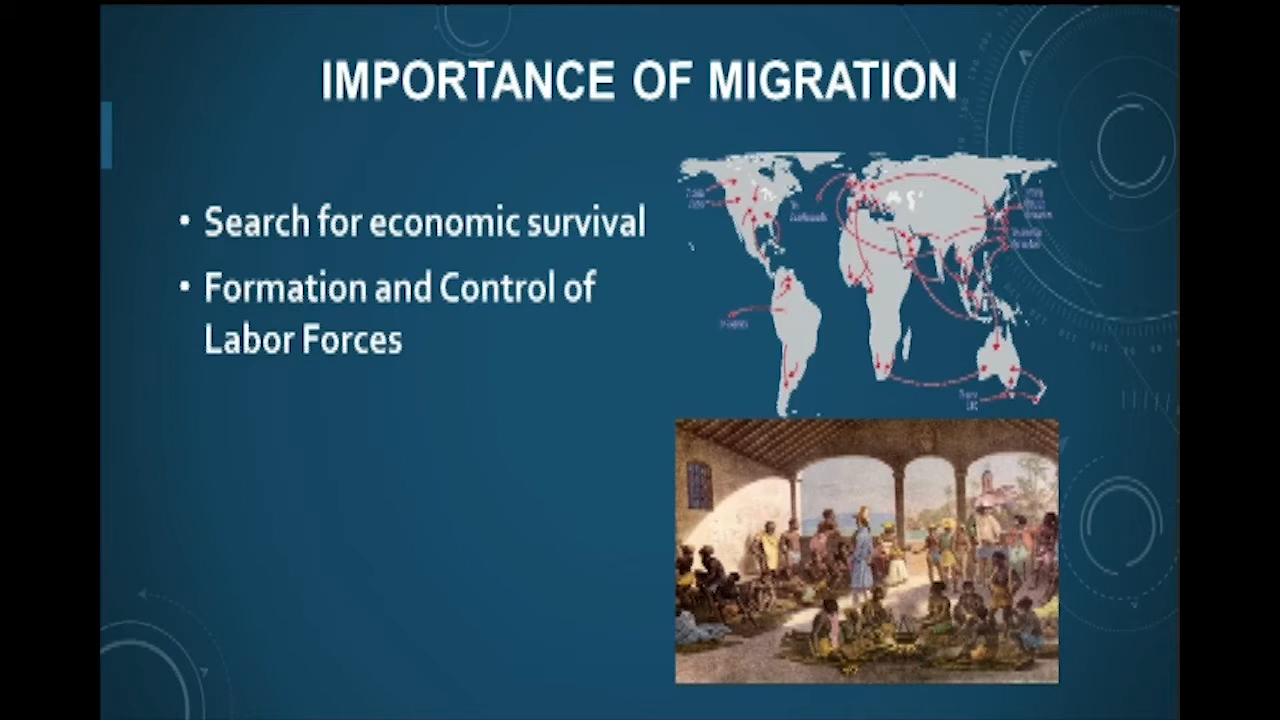 IMPORTANCE OF MIGRATION
• Search for economic survival
• Formation and Control of
Labor Forces